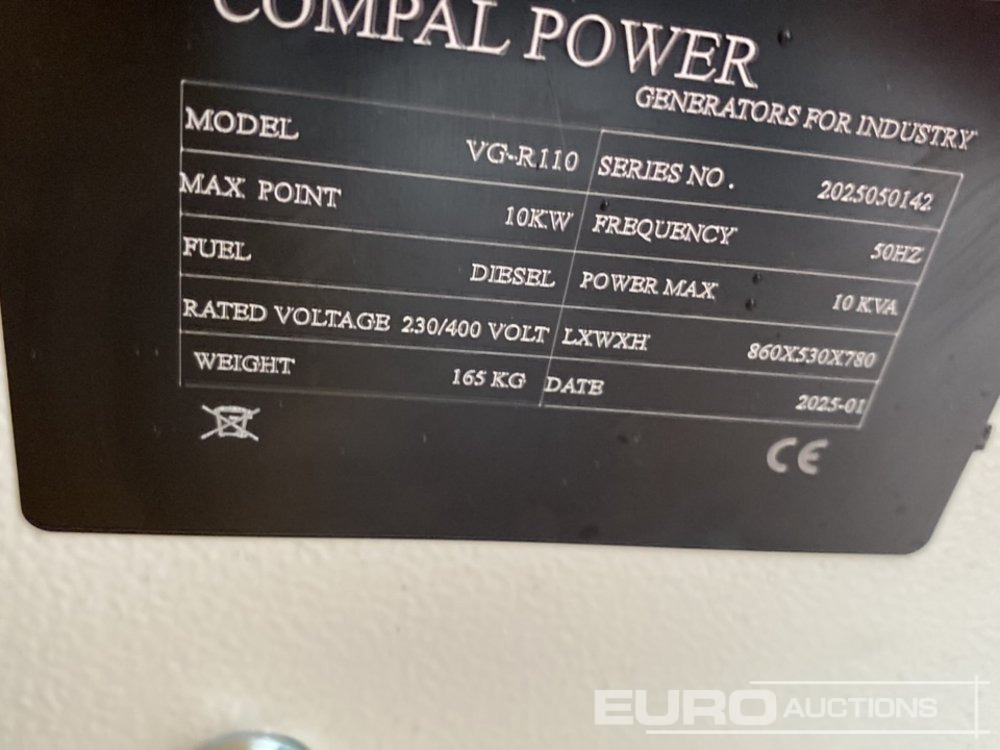 COMPAL POWER
GENERATORS FOR INDUSTRY
MODEL VG-R110 SERIES NO. 2025050142
MAX POINT 10KW FREQUENCY 50HZ
FUEL DIESEL POWER MAX 10 KVA
RATED VOLTAGE 230/400 VOLT LXWXH 860X530X780
WEIGHT 165 KG DATE 2025-01
CE
EURO AUCTIONS